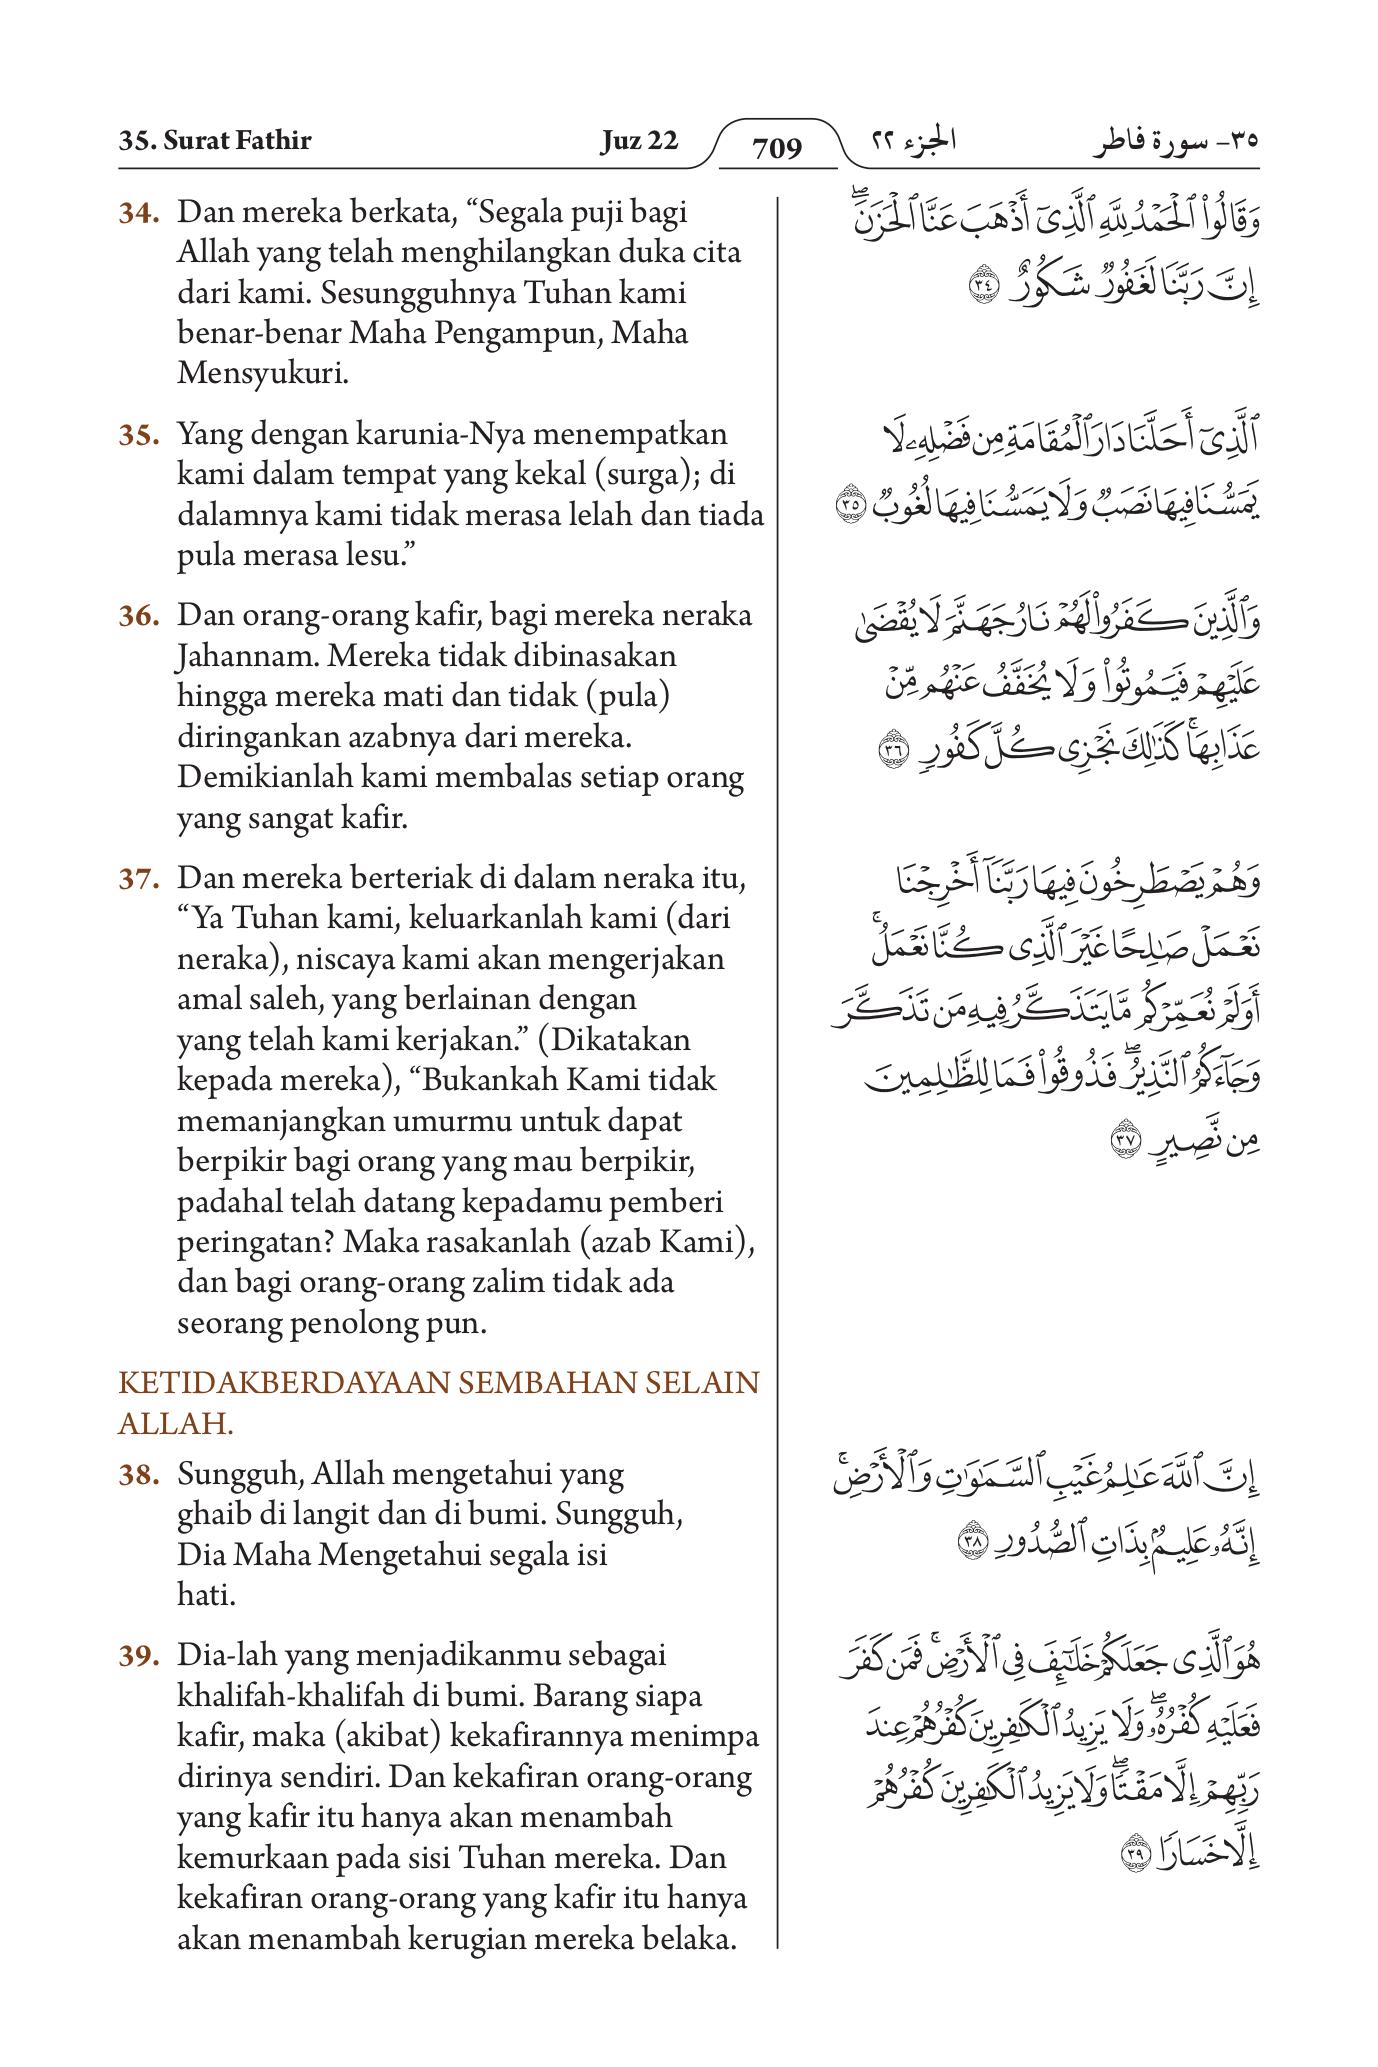 35. Surat Fathir
Juz 22
709
الجزء ٢٢
٣٥- سورة فاطر
34. Dan mereka berkata, “Segala puji bagi
Allah yang telah menghilangkan duka cita
dari kami. Sesungguhnya Tuhan kami
benar-benar Maha Pengampun, Maha
Mensyukuri.
35. Yang dengan karunia-Nya menempatkan
kami dalam tempat yang kekal (surga); di
dalamnya kami tidak merasa lelah dan tiada
pula merasa lesu.”
36. Dan orang-orang kafir, bagi mereka neraka
Jahannam. Mereka tidak dibinasakan
hingga mereka mati dan tidak (pula)
diringankan azabnya dari mereka.
Demikianlah kami membalas setiap orang
yang sangat kafir.
37. Dan mereka berteriak di dalam neraka itu,
“Ya Tuhan kami, keluarkanlah kami (dari
neraka), niscaya kami akan mengerjakan
amal saleh, yang berlainan dengan
yang telah kami kerjakan.” (Dikatakan
kepada mereka), “Bukankah Kami tidak
memanjangkan umurmu untuk dapat
berpikir bagi orang yang mau berpikir,
padahal telah datang kepadamu pemberi
peringatan? Maka rasakanlah (azab Kami),
dan bagi orang-orang zalim tidak ada
seorang penolong pun.
KETIDAKBERDAYAAN SEMBAHAN SELAIN
ALLAH.
38. Sungguh, Allah mengetahui yang
ghaib di langit dan di bumi. Sungguh,
Dia Maha Mengetahui segala isi
hati.
39. Dia-lah yang menjadikanmu sebagai
khalifah-khalifah di bumi. Barang siapa
kafir, maka (akibat) kekafirannya menimpa
dirinya sendiri. Dan kekafiran orang-orang
yang kafir itu hanya akan menambah
kemurkaan pada sisi Tuhan mereka. Dan
kekafiran orang-orang yang kafir itu hanya
akan menambah kerugian mereka belaka.
وَقَالُواْ ٱلۡحَمۡدُ لِلَّهِ ٱلَّذِيٓ أَذۡهَبَ عَنَّا ٱلۡحَزَنَۖ
إِنَّ رَبَّنَا لَغَفُورٞ شَكُورٌ ٣٤
ٱلَّذِيٓ أَحَلَّنَا دَارَ ٱلۡمُقَامَةِ مِن فَضۡلِهِۦ لَا
يَمَسُّنَا فِيهَا نَصَبٞ وَلَا يَمَسُّنَا فِيهَا لُغُوبٞ ٣٥
وَٱلَّذِينَ كَفَرُواْ لَهُمۡ نَارُ جَهَنَّمَ لَا يُقۡضَىٰ
عَلَيۡهِمۡ فَيَمُوتُواْ وَلَا يُخَفَّفُ عَنۡهُم مِّنۡ
عَذَابِهَاۚ كَذَٰلِكَ نَجۡزِي كُلَّ كَفُورٖ ٣٦
وَهُمۡ يَصۡطَرِخُونَ فِيهَا رَبَّنَآ أَخۡرِجۡنَا
نَعۡمَلۡ صَٰلِحًا غَيۡرَ ٱلَّذِي كُنَّا نَعۡمَلُۚ
أَوَلَمۡ نُعَمِّرۡكُم مَّا يَتَذَكَّرُ فِيهِ مَن تَذَكَّرَ
وَجَآءَكُمُ ٱلنَّذِيرُۖ فَذُوقُواْ فَمَا لِلظَّٰلِمِينَ
مِن نَّصِيرٍ ٣٧
إِنَّ ٱللَّهَ عَٰلِمُ غَيۡبِ ٱلسَّمَٰوَٰتِ وَٱلۡأَرۡضِۚ
إِنَّهُۥ عَلِيمُۢ بِذَاتِ ٱلصُّدُورِ ٣٨
هُوَ ٱلَّذِي جَعَلَكُمۡ خَلَٰٓئِفَ فِي ٱلۡأَرۡضِۚ فَمَن كَفَرَ
فَعَلَيۡهِ كُفۡرُهُۥۖ وَلَا يَزِيدُ ٱلۡكَٰفِرِينَ كُفۡرُهُمۡ عِندَ
رَبِّهِمۡ إِلَّا مَقۡتٗاۖ وَلَا يَزِيدُ ٱلۡكَٰفِرِينَ كُفۡرُهُمۡ
إِلَّا خَسَارٗا ٣٩